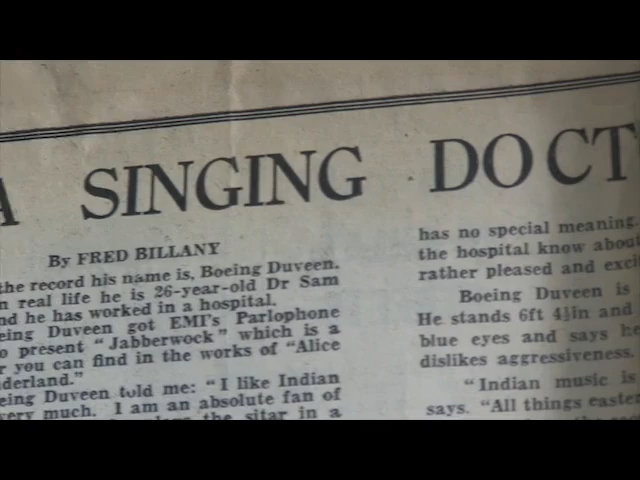 A SINGING DOCT
By FRED BILLANY
the record his name is, Boeing Duveen.
n real life he is 26-year-old Dr Sam
nd he has worked in a hospital.
eing Duveen got EMI's Parlophone
o present "Jabberwock" which is a
r you can find in the works of "Alice
derland."
eing Duveen told me: "I like Indian
very much. I am an absolute fan of
the sitar in a
has no special meaning.
the hospital know about
rather pleased and exci
Boeing Duveen is
He stands 6ft 4½in and
blue eyes and says h
dislikes aggressiveness.
"Indian music is
says. "All things easte